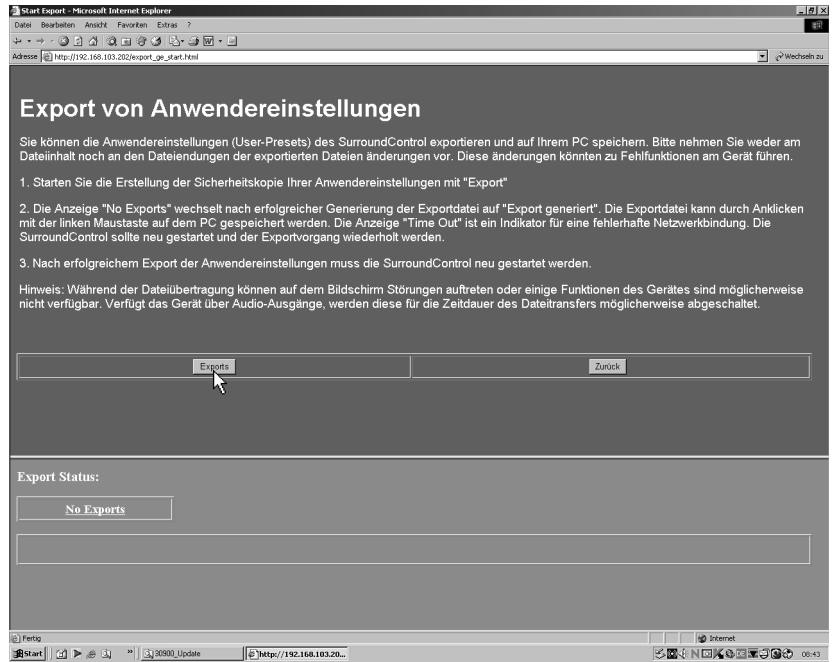 Start Export - Microsoft Internet Explorer
Datei Bearbeiten Ansicht Favoriten Extras ?
Adresse http://192.168.103.202/export_ge_start.html Wechseln zu
Export von Anwendereinstellungen
Sie können die Anwendereinstellungen (User-Presets) des SurroundControl exportieren und auf Ihrem PC speichern. Bitte nehmen Sie weder am
Dateiinhalt noch an den Dateiendungen der exportierten Dateien änderungen vor. Diese änderungen könnten zu Fehlfunktionen am Gerät führen.
1. Starten Sie die Erstellung der Sicherheitskopie Ihrer Anwendereinstellungen mit "Export"
2. Die Anzeige "No Exports" wechselt nach erfolgreicher Generierung der Exportdatei auf "Export generiert". Die Exportdatei kann durch Anklicken
mit der linken Maustaste auf dem PC gespeichert werden. Die Anzeige "Time Out" ist ein Indikator für eine fehlerhafte Netzwerkbindung. Die
SurroundControl sollte neu gestartet und der Exportvorgang wiederholt werden.
3. Nach erfolgreichem Export der Anwendereinstellungen muss die SurroundControl neu gestartet werden.
Hinweis: Während der Dateiübertragung können auf dem Bildschirm Störungen auftreten oder einige Funktionen des Gerätes sind möglicherweise
nicht verfügbar. Verfügt das Gerät über Audio-Ausgänge, werden diese für die Zeitdauer des Dateitransfers möglicherweise abgeschaltet.
Exports Zurück
Export Status:
No Exports
Fertig Internet
Start » 30900_Update http://192.168.103.20... 08:43